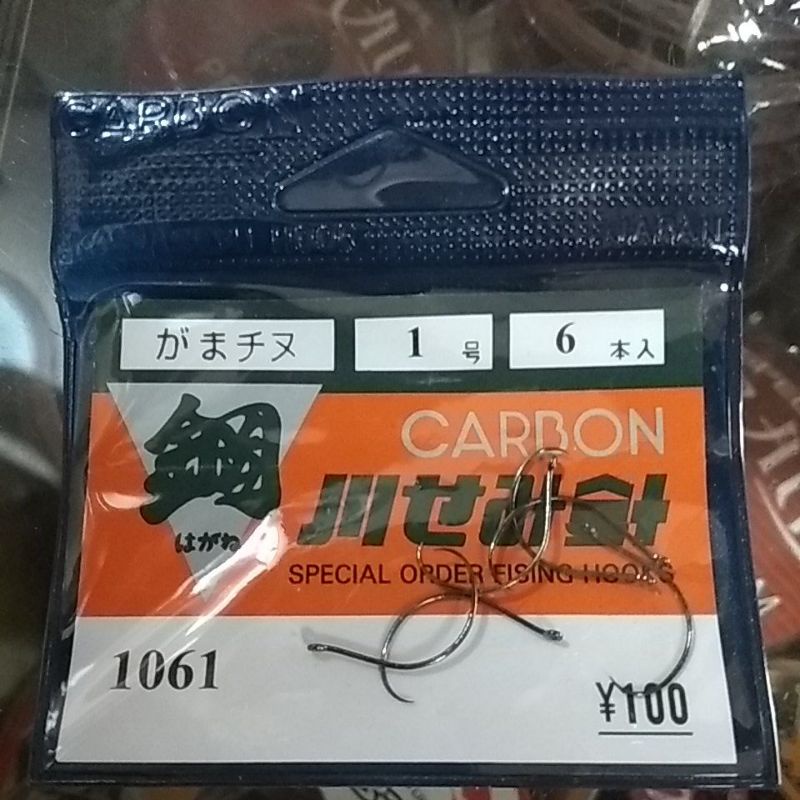 CARBON
JAPAN
がまチヌ 1号 6本入
鋼
はがね
CARBON
川せみ針
SPECIAL ORDER FISING HOOKS
1061
¥100